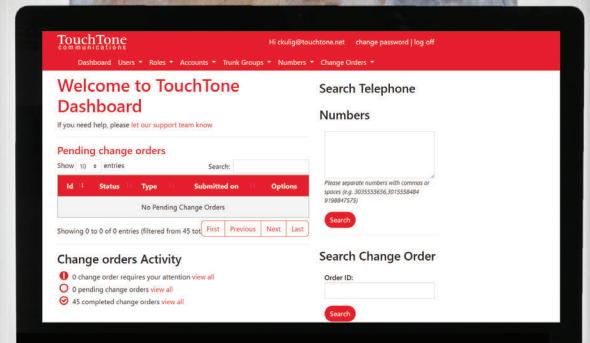 TouchTone
communications
Hi ckulig@touchtone.net change password | log off
Dashboard Users Roles Accounts Trunk Groups Numbers Change Orders
Welcome to TouchTone
Dashboard
If you need help, please let our support team know
Pending change orders
Show 10 entries Search:
Id Status Type Submitted on Options
No Pending Change Orders
Showing 0 to 0 of 0 entries (filtered from 45 tot
First Previous Next Last
Change orders Activity
0 change order requires your attention view all
0 pending change orders view all
45 completed change orders view all
Search Telephone
Numbers
Please separate numbers with commas or
spaces (e.g. 3035553656,3015558484
9198847575)
Search
Search Change Order
Order ID:
Search